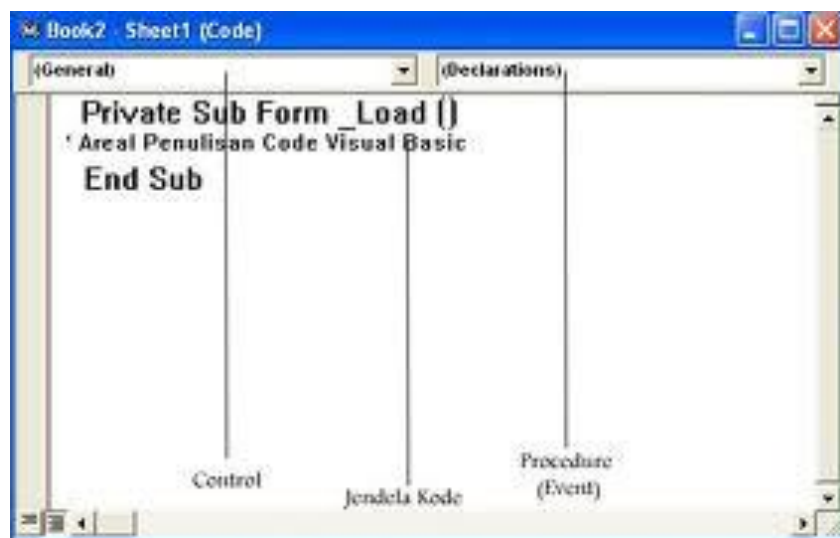 Book2 - Sheet1 (Code)
(General) (Declarations)
Private Sub Form _Load ()
' Areal Penulisan Code Visual Basic
End Sub
Control
Jendela Kode
Procedure
(Event)